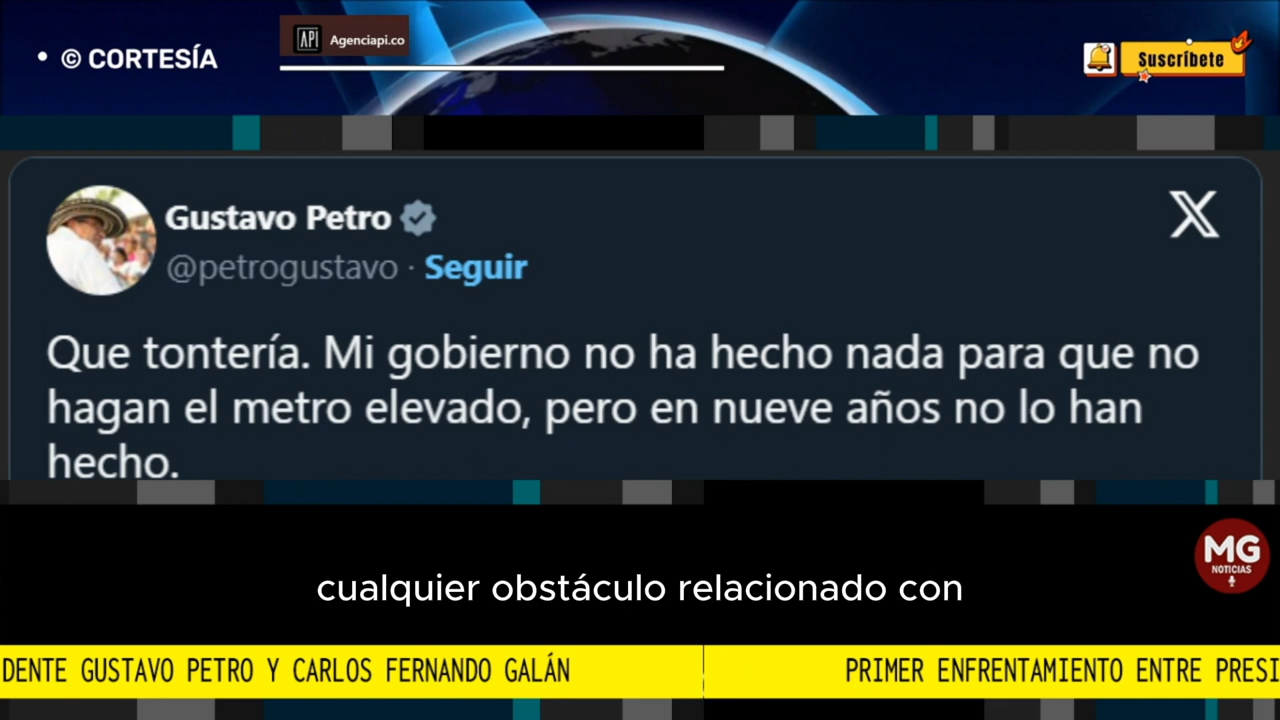 • © CORTESÍA
API Agenciapi.co
Suscríbete
Gustavo Petro
@petrogustavo · Seguir
Que tontería. Mi gobierno no ha hecho nada para que no
hagan el metro elevado, pero en nueve años no lo han
hecho.
MG
NOTICIAS
cualquier obstáculo relacionado con
DENTE GUSTAVO PETRO Y CARLOS FERNANDO GALÁN PRIMER ENFRENTAMIENTO ENTRE PRESI